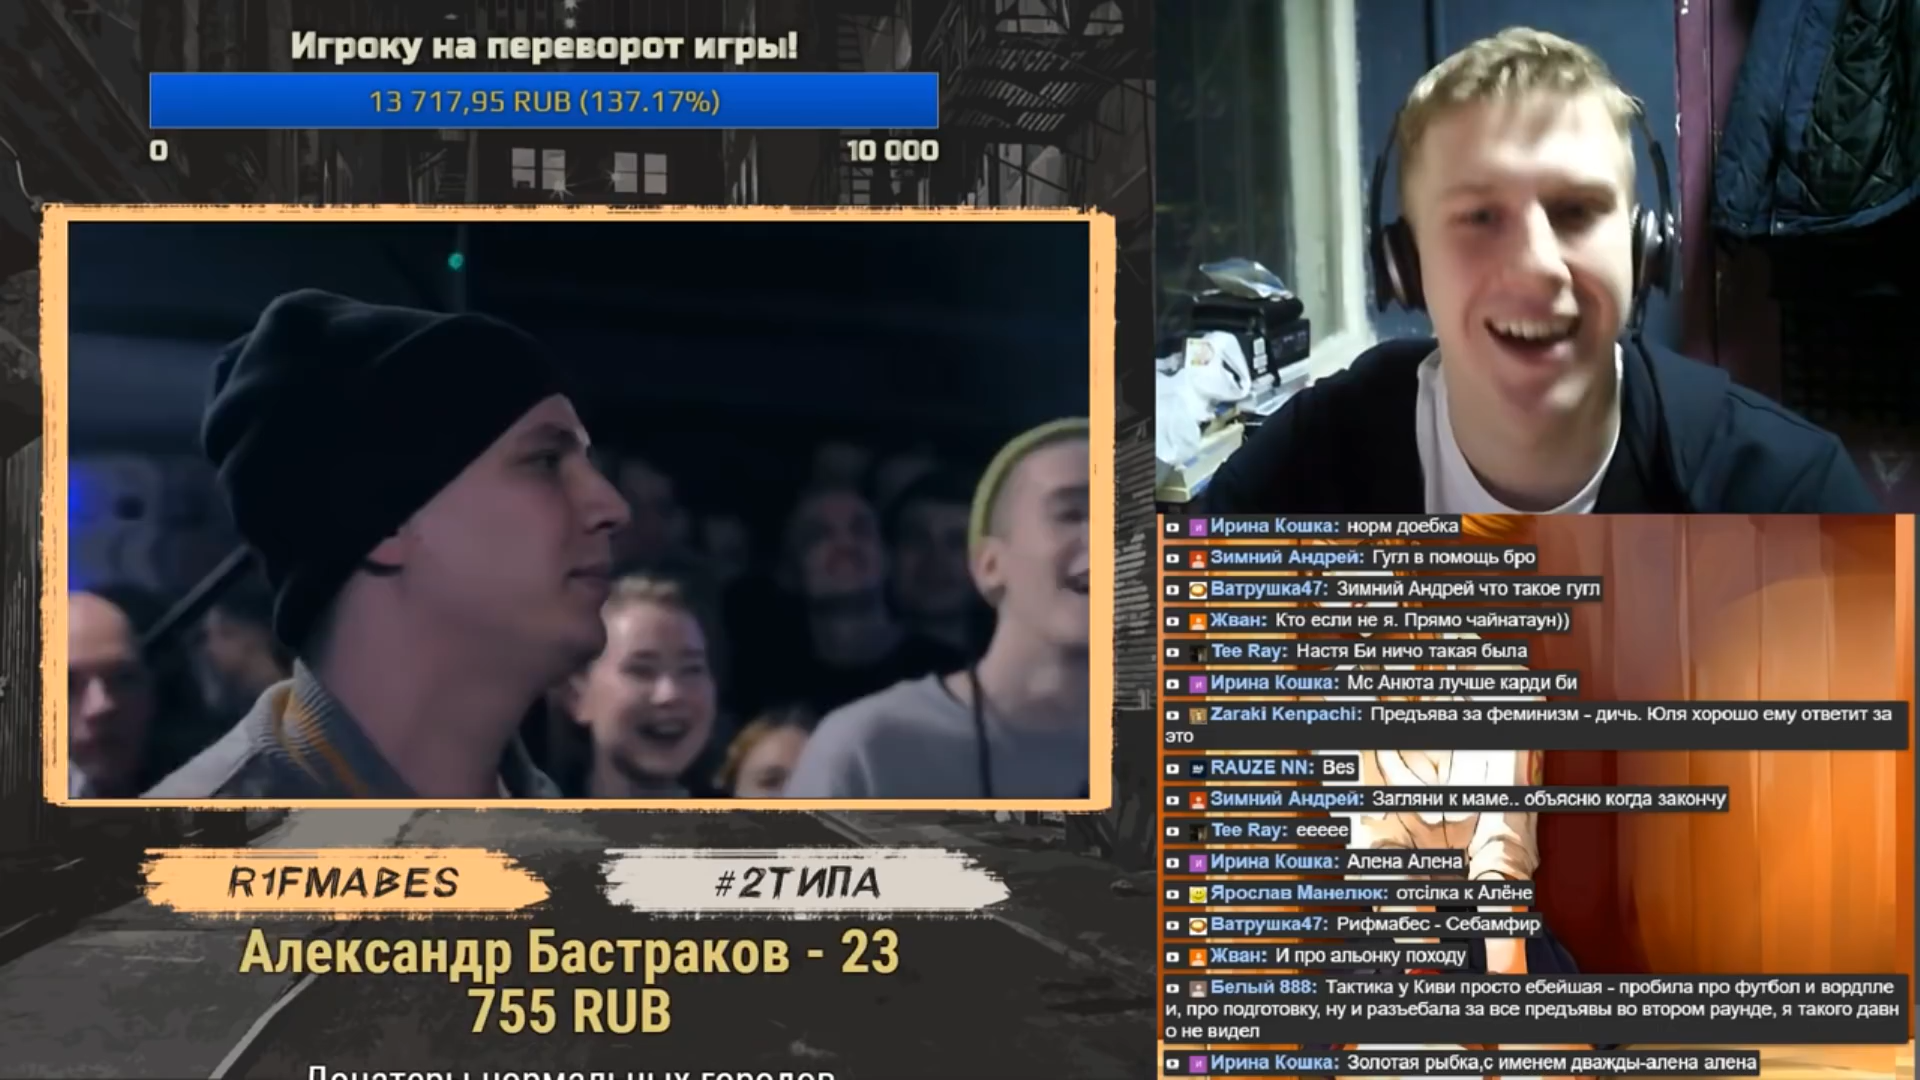 Игроку на переворот игры!
13 717,95 RUB (137.17%)
0
10 000
R1FMABES
#2ТИПА
Александр Бастраков - 23
755 RUB
Донатеры нормальных городов
Ирина Кошка: норм доебка
Зимний Андрей: Гугл в помощь бро
Ватрушка47: Зимний Андрей что такое гугл
Жван: Кто если не я. Прямо чайнатаун))
Tee Ray: Настя Би ничо такая была
Ирина Кошка: Мс Анюта лучше карди би
Zaraki Kenpachi: Предъява за феминизм - дичь. Юля хорошо ему ответит за
это
RAUZE NN: Bes
Зимний Андрей: Загляни к маме.. объясню когда закончу
Tee Ray: еееее
Ирина Кошка: Алена Алена
Ярослав Манелюк: отсілка к Алёне
Ватрушка47: Рифмабес - Себамфир
Жван: И про альонку походу
Белый 888: Тактика у Киви просто ебейшая - пробила про футбол и вордпле
и, про подготовку, ну и разъебала за все предъявы во втором раунде, я такого давн
о не видел
Ирина Кошка: Золотая рыбка,с именем дважды-алена алена